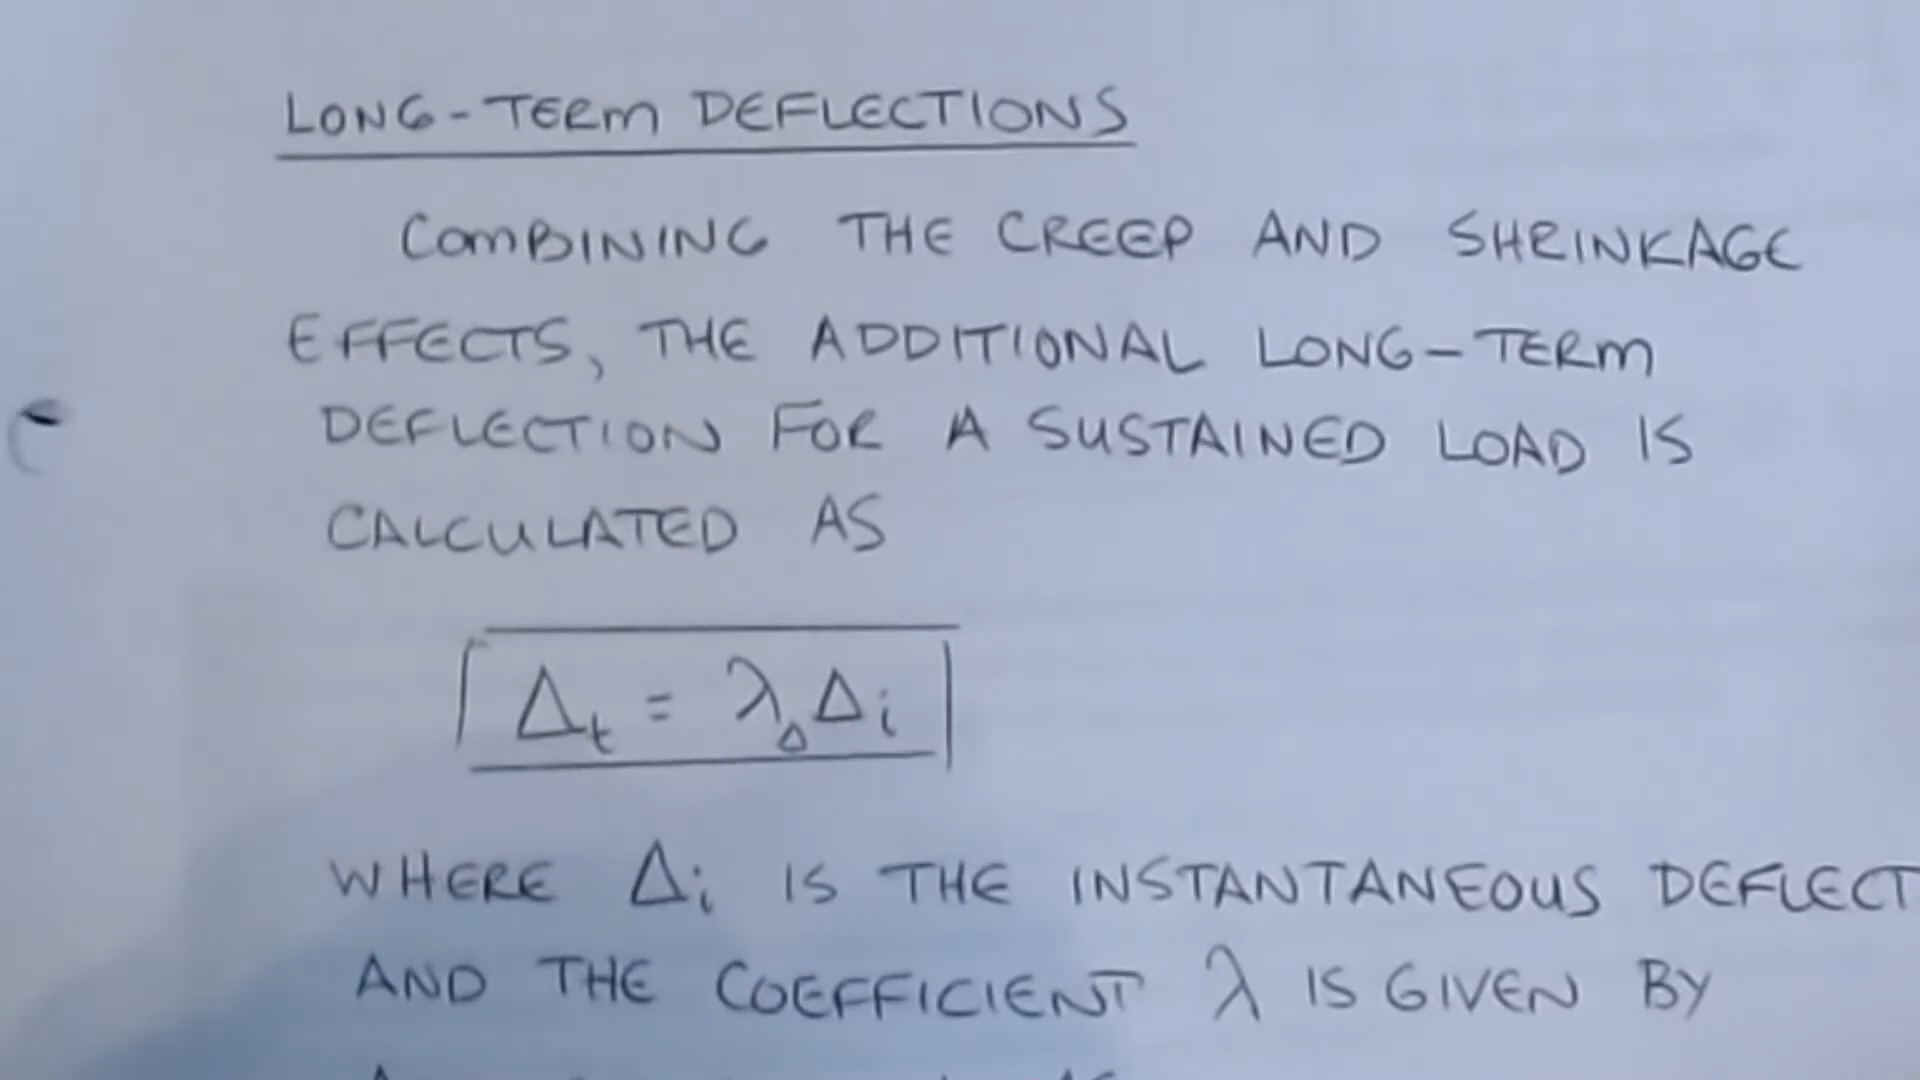 LONG-TERM DEFLECTIONS
COMBINING THE CREEP AND SHRINKAGE
EFFECTS, THE ADDITIONAL LONG-TERM
DEFLECTION FOR A SUSTAINED LOAD IS
CALCULATED AS
Δt = λΔ Δi
WHERE Δi IS THE INSTANTANEOUS DEFLECT
AND THE COEFFICIENT λ IS GIVEN BY